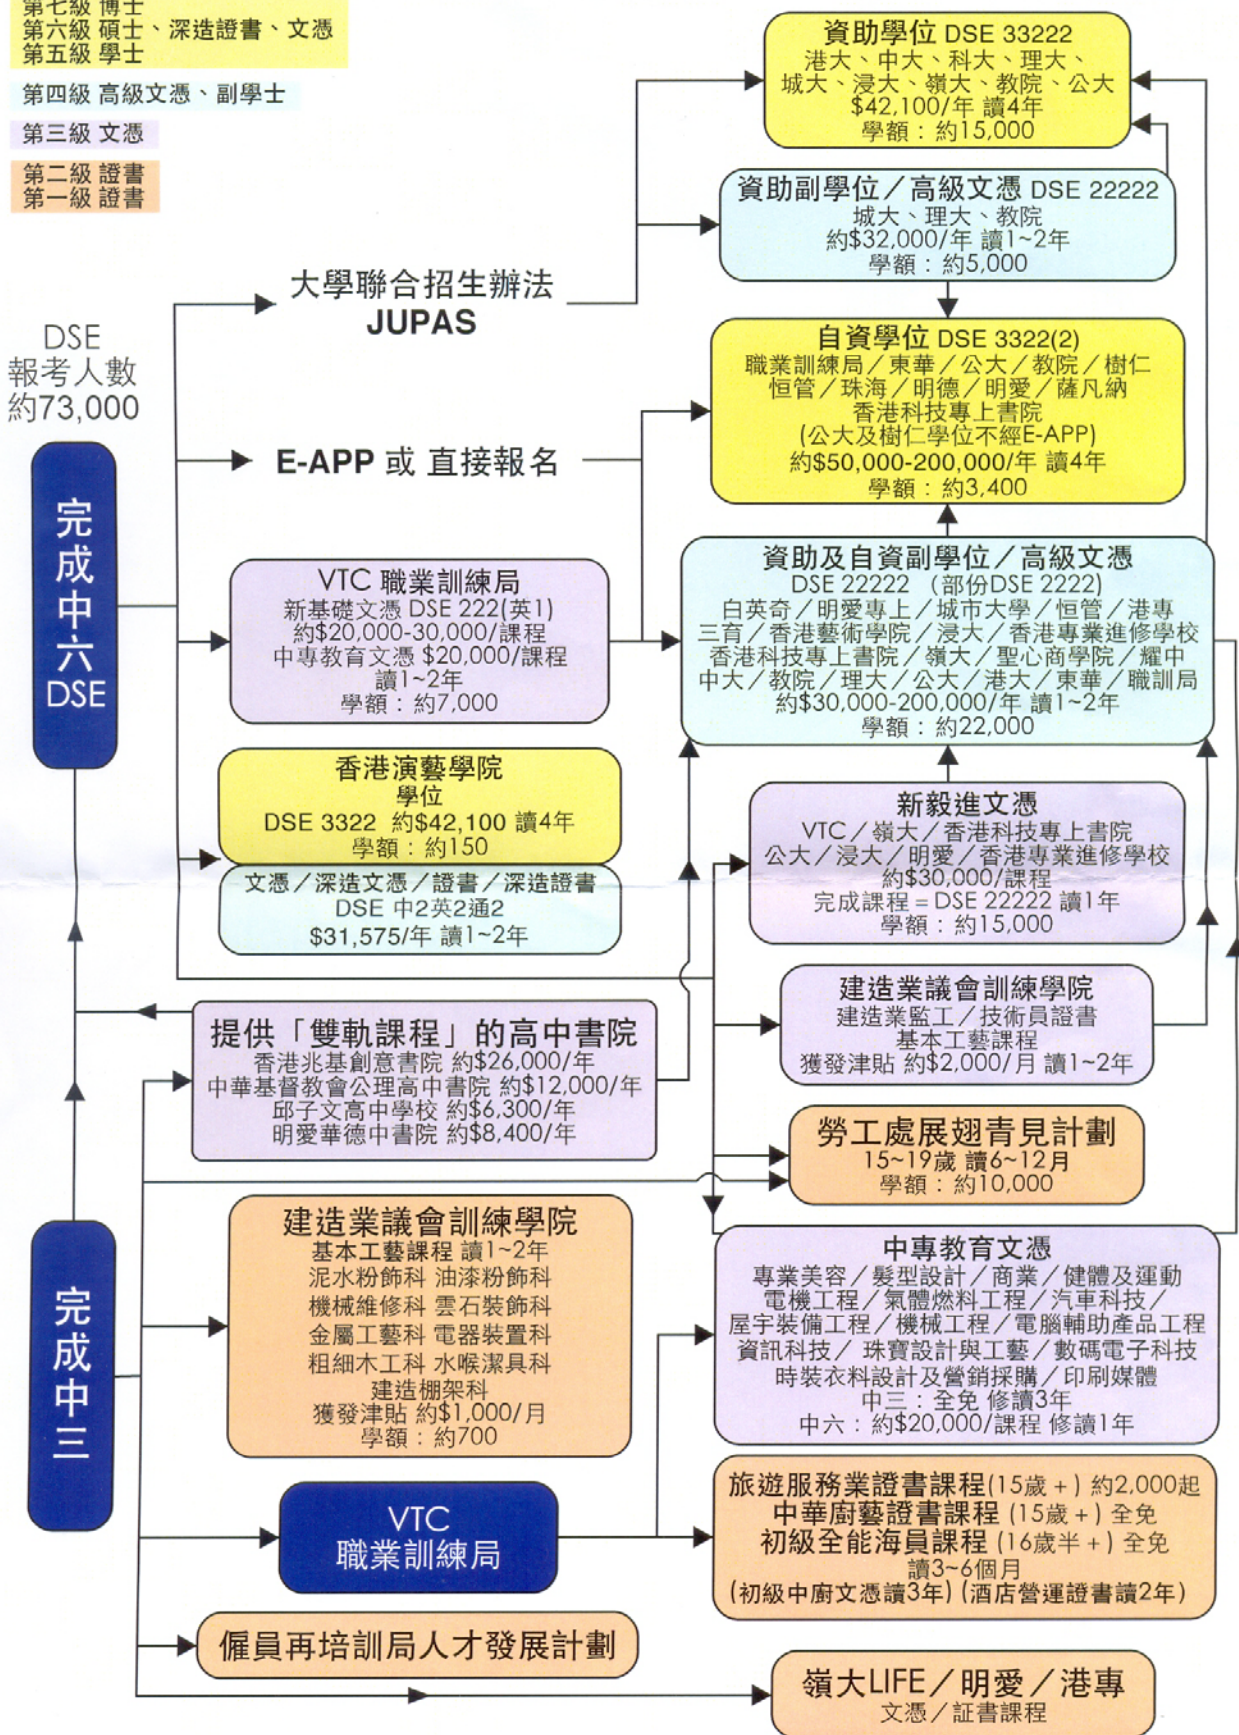 第七級 博士
第六級 碩士、深造證書、文憑
第五級 學士
第四級 高級文憑、副學士
第三級 文憑
第二級 證書
第一級 證書
資助學位 DSE 33222
港大、中大、科大、理大、
城大、浸大、嶺大、教院、公大
$42,100/年 讀4年
學額：約15,000
資助副學位／高級文憑 DSE 22222
城大、理大、教院
約$32,000/年 讀1~2年
學額：約5,000
大學聯合招生辦法
JUPAS
DSE
報考人數
約73,000
自資學位 DSE 3322(2)
職業訓練局／東華／公大／教院／樹仁
恒管／珠海／明德／明愛／薩凡納
香港科技專上書院
(公大及樹仁學位不經E-APP)
約$50,000-200,000/年 讀4年
學額：約3,400
E-APP 或 直接報名
完成中六DSE
VTC 職業訓練局
新基礎文憑 DSE 222(英1)
約$20,000-30,000/課程
中專教育文憑 $20,000/課程
讀1~2年
學額：約7,000
資助及自資副學位／高級文憑
DSE 22222 （部份DSE 2222)
白英奇／明愛專上／城市大學／恒管／港專
三育／香港藝術學院／浸大／香港專業進修學校
香港科技專上書院／嶺大／聖心商學院／耀中
中大／教院／理大／公大／港大／東華／職訓局
約$30,000-200,000/年 讀1~2年
學額：約22,000
香港演藝學院
學位
DSE 3322 約$42,100 讀4年
學額：約150
文憑／深造文憑／證書／深造證書
DSE 中2英2通2
$31,575/年 讀1~2年
新毅進文憑
VTC／嶺大／香港科技專上書院
公大／浸大／明愛／香港專業進修學校
約$30,000/課程
完成課程＝DSE 22222 讀1年
學額：約15,000
建造業議會訓練學院
建造業監工／技術員證書
基本工藝課程
獲發津貼 約$2,000/月 讀1~2年
提供「雙軌課程」的高中書院
香港兆基創意書院 約$26,000/年
中華基督教會公理高中書院 約$12,000/年
邱子文高中學校 約$6,300/年
明愛華德中書院 約$8,400/年
勞工處展翅青見計劃
15~19歲 讀6~12月
學額：約10,000
完成中三
建造業議會訓練學院
基本工藝課程 讀1~2年
泥水粉飾科 油漆粉飾科
機械維修科 雲石裝飾科
金屬工藝科 電器裝置科
粗細木工科 水喉潔具科
建造棚架科
獲發津貼 約$1,000/月
學額：約700
中專教育文憑
專業美容／髮型設計／商業／健體及運動
電機工程／氣體燃料工程／汽車科技／
屋宇裝備工程／機械工程／電腦輔助產品工程
資訊科技／ 珠寶設計與工藝／數碼電子科技
時裝衣料設計及營銷採購／印刷媒體
中三：全免 修讀3年
中六：約$20,000/課程 修讀1年
VTC
職業訓練局
旅遊服務業證書課程(15歲＋) 約2,000起
中華廚藝證書課程 (15歲＋) 全免
初級全能海員課程 (16歲半＋) 全免
讀3~6個月
(初級中廚文憑讀3年) (酒店營運證書讀2年)
僱員再培訓局人才發展計劃
嶺大LIFE／明愛／港專
文憑／証書課程